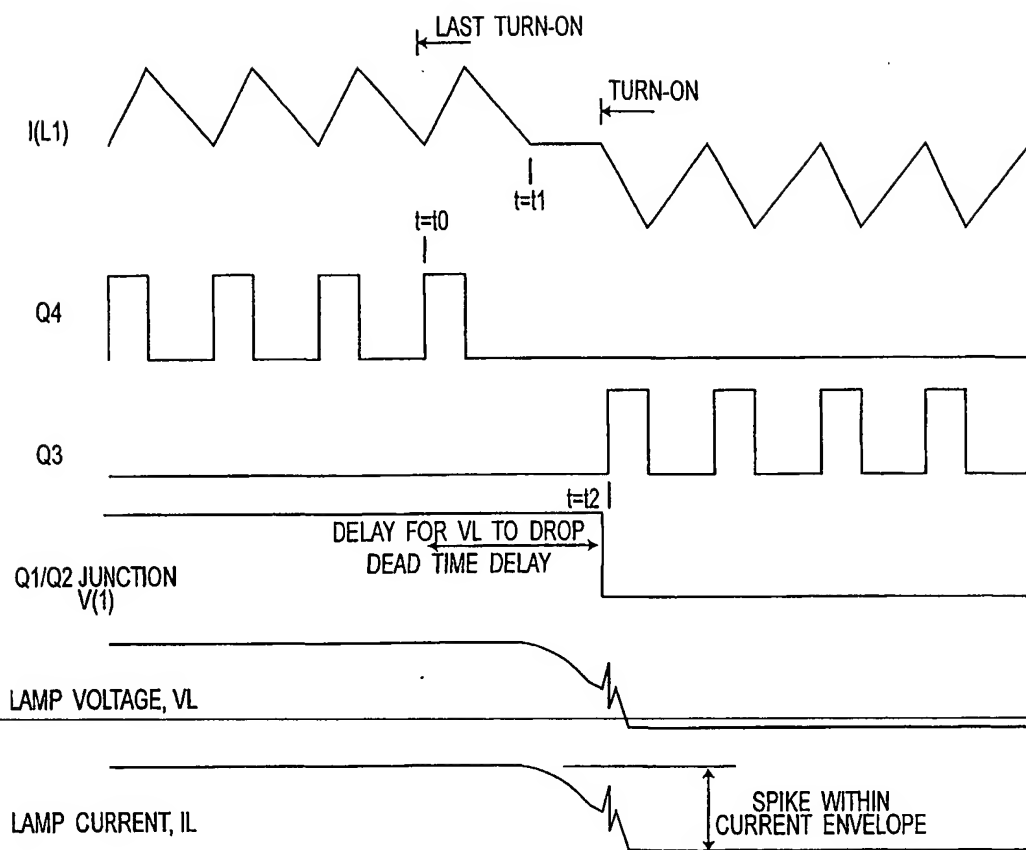 LAST TURN-ON
TURN-ON
I(L1)
t=t1
t=t0
Q4
Q3
t=t2
DELAY FOR VL TO DROP
DEAD TIME DELAY
Q1/Q2 JUNCTION
V(1)
LAMP VOLTAGE, VL
LAMP CURRENT, IL
SPIKE WITHIN
CURRENT ENVELOPE